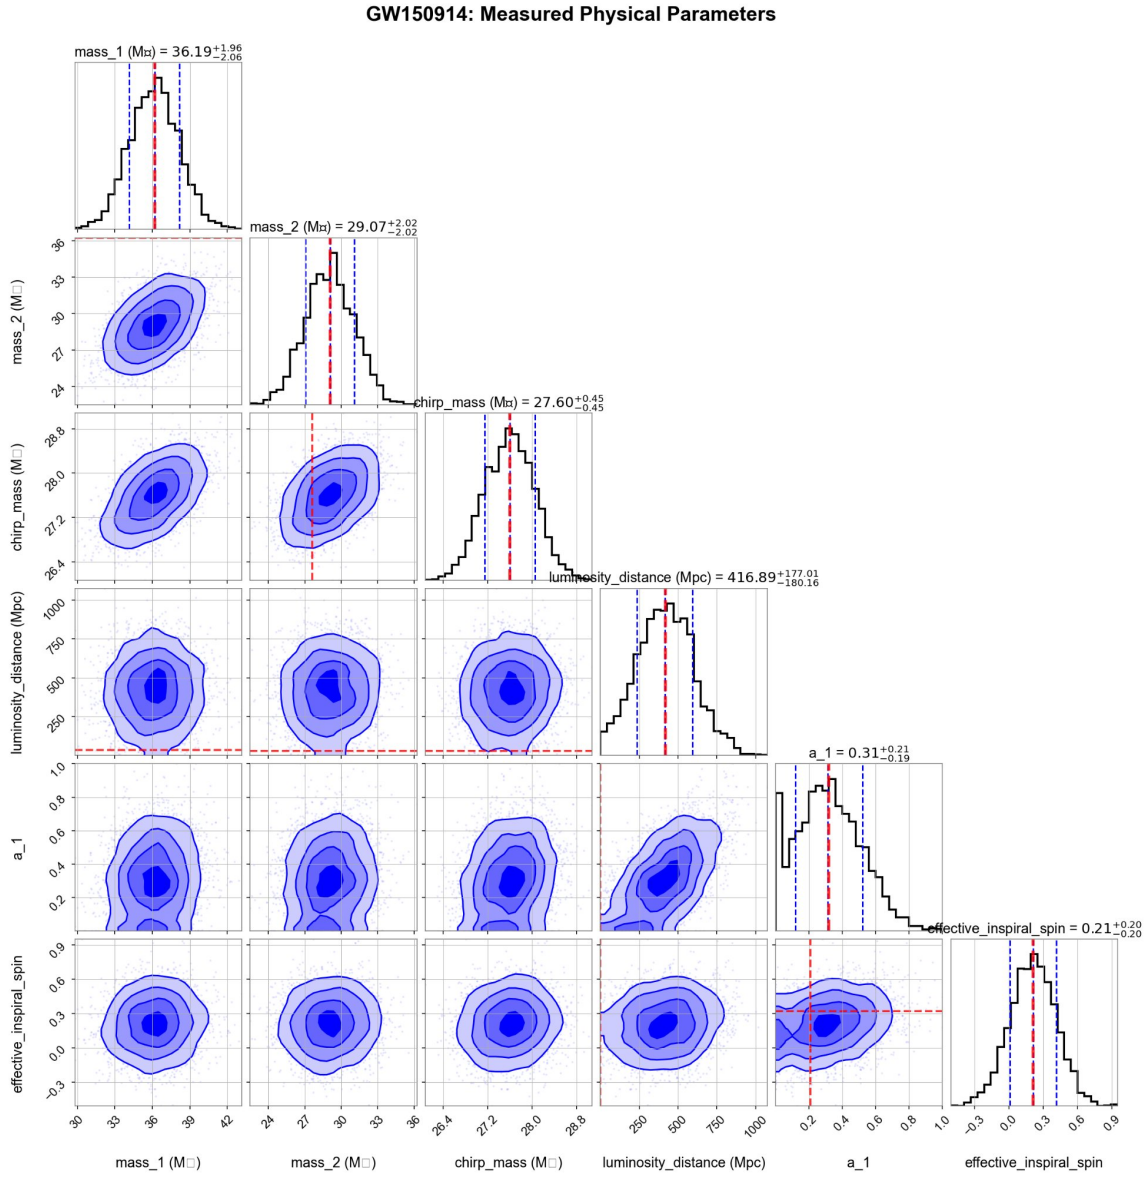 GW150914: Measured Physical Parameters
mass_1 (M¤) = 36.19+1.96−2.06
mass_2 (M¤) = 29.07+2.02−2.02
36
33
30
27
24
mass_2 (M□)
chirp_mass (M¤) = 27.60+0.45−0.45
28.8
28.0
27.2
26.4
chirp_mass (M□)
luminosity_distance (Mpc) = 416.89+177.01−180.16
1000
750
500
250
luminosity_distance (Mpc)
a_1 = 0.31+0.21−0.19
1.0
0.8
0.6
0.4
0.2
a_1
effective_inspiral_spin = 0.21+0.20−0.20
0.9
0.6
0.3
0.0
−0.3
effective_inspiral_spin
30 33 36 39 42 24 27 30 33 36 26.4 27.2 28.0 28.8 250 500 750 1000 0.2 0.4 0.6 0.8 1.0 −0.3 0.0 0.3 0.6 0.9
mass_1 (M□) mass_2 (M□) chirp_mass (M□) luminosity_distance (Mpc) a_1 effective_inspiral_spin